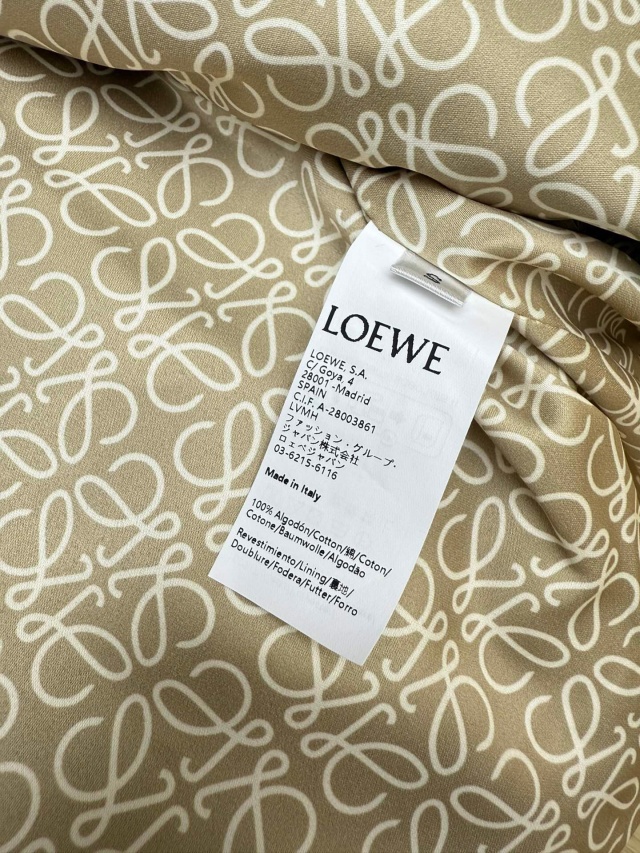 S
LOEWE
LOEWE, S.A.
C/ Goya, 4
28001 -Madrid
SPAIN
C.I.F. A-28003861
LVMH
ファッション・グループ・
ジャパン株式会社
ロエベジャパン
03-6215-6116
Made in Italy
100% Algodón/Cotton/綿/Coton/
Cotone/Baumwolle/Algodão
Revestimiento/Lining/裏地/
Doublure/Fodera/Futter/Forro